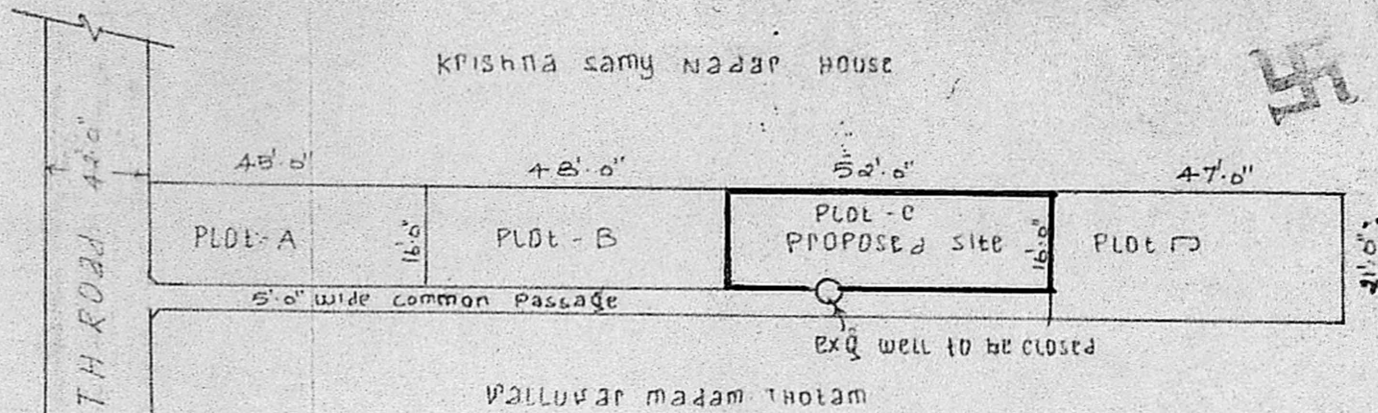 Krishna samy Nadar House
T.H. ROad 42'.0"
45'.0"
48'.0"
52'.0"
47'.0"
PLOt-A
16'.0"
PLOt - B
PLOt - C
PROPOSEd site
16'.0"
PLOt D
21'.0"
5'.0" wide common Passage
exg well to be closed
Valluvar madam Thotam